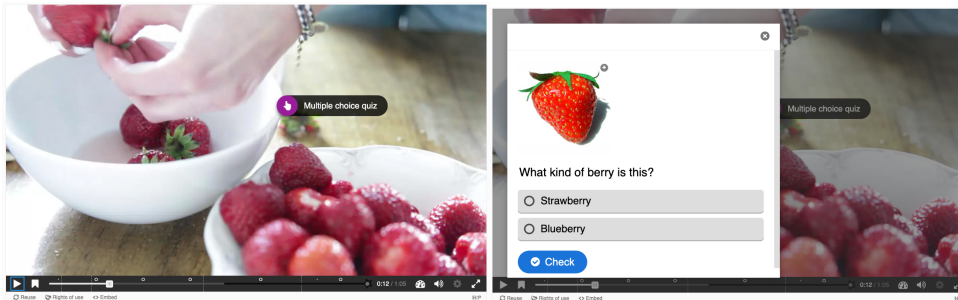 Multiple choice quiz
0:12 / 1:05
Reuse
Rights of use
Embed
H5P
What kind of berry is this?
Strawberry
Blueberry
Check
Multiple choice quiz
0:12 / 1:05
Reuse
Rights of use
Embed